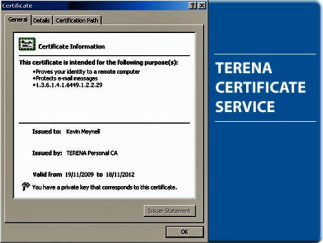 Certificate
General
Details
Certification Path
Certificate Information
This certificate is intended for the following purpose(s):
•Proves your identity to a remote computer
•Protects e-mail messages
•1.3.6.1.4.1.6449.1.2.2.29
Issued to: Kevin Meynell
Issued by: TERENA Personal CA
Valid from 19/11/2009 to 18/11/2012
You have a private key that corresponds to this certificate.
Issuer Statement
OK
TERENA
CERTIFICATE
SERVICE